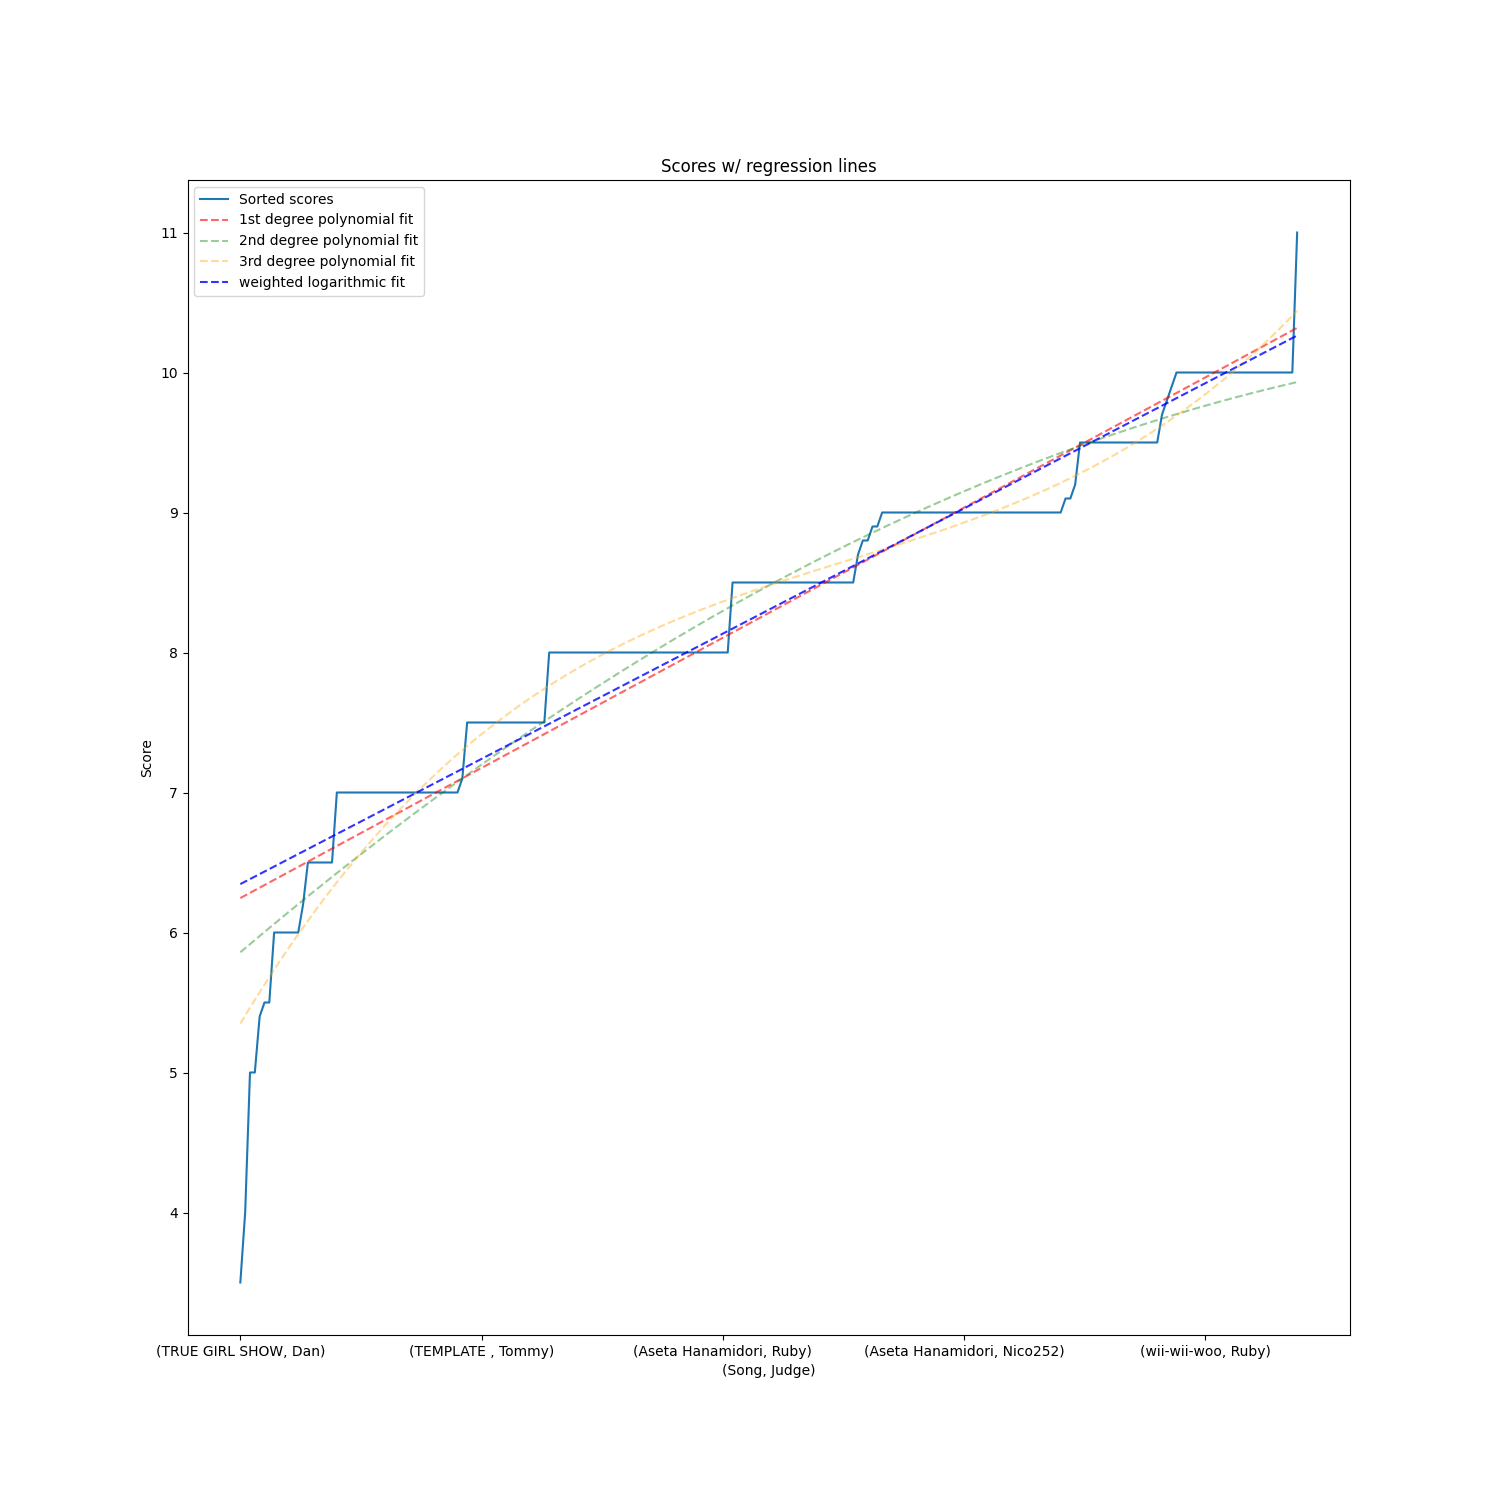 Scores w/ regression lines
Sorted scores
1st degree polynomial fit
2nd degree polynomial fit
3rd degree polynomial fit
weighted logarithmic fit
11
10
9
8
7
6
5
4
Score
(TRUE GIRL SHOW, Dan) (TEMPLATE , Tommy) (Aseta Hanamidori, Ruby) (Aseta Hanamidori, Nico252) (wii-wii-woo, Ruby)
(Song, Judge)